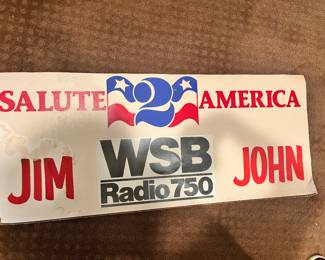 SALUTE 2 AMERICA
JIM WSB JOHN
Radio 750